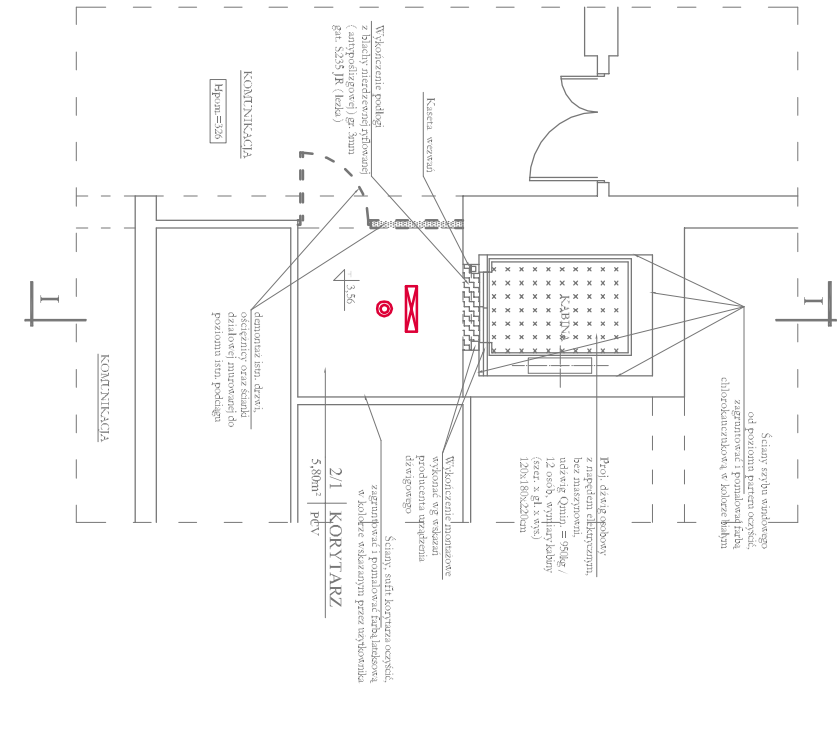 Wykończenie podłogi
z blachy nierdzewnej ryflowanej
( antypoślizgowej ) gr. 3mm
gat. S235 JR ( łezka )
Kaseta wezwań
KOMUNIKACJA
Hpom.=326
demontaż istn. drzwi,
ościeżnicy oraz ścianki
działowej murowanej do
poziomu istn. podciągu
KOMUNIKACJA
3,56
KABINA
I
I
Ściany szybu windowego
od poziomu parteru oczyścić,
zagruntować i pomalować farbą
chlorokauczukową w kolorze białym
Proj. dźwig osobowy
z napędem elektrycznym,
bez maszynowni,
udźwig Qmin. = 950kg /
12 osób, wymiary kabiny
(szer. x gł. x wys.)
120x180x220cm
Wykończenie montażowe
wykonać wg wskazań
producenta urządzenia
dźwigowego
Ściany, sufit korytarza oczyścić,
zagruntować i pomalować farbą lateksową
w kolorze wskazanym przez użytkownika
2/1 KORYTARZ
5,80m² PCV